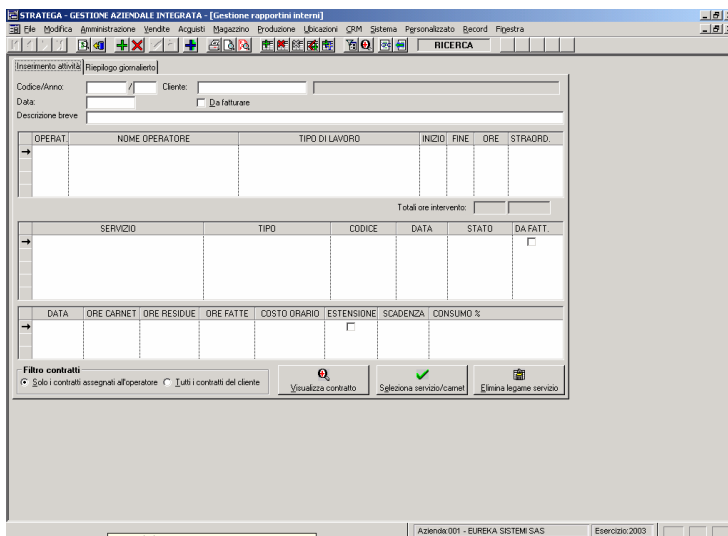 STRATEGA - GESTIONE AZIENDALE INTEGRATA - [Gestione rapportini interni]
File Modifica Amministrazione Vendite Acquisti Magazzino Produzione Ubicazioni CRM Sistema Personalizzato Record Finestra
RICERCA
Inserimento attività Riepilogo giornalierto
Codice/Anno: / Cliente:
Data: Da fatturare
Descrizione breve
OPERAT. NOME OPERATORE TIPO DI LAVORO INIZIO FINE ORE STRAORD.
Totali ore intervento:
SERVIZIO TIPO CODICE DATA STATO DA FATT.
DATA ORE CARNET ORE RESIDUE ORE FATTE COSTO ORARIO ESTENSIONE SCADENZA CONSUMO %
Filtro contratti
Solo i contratti assegnati all'operatore Tutti i contratti del cliente
Visualizza contratto Seleziona servizio/carnet Elimina legame servizio
Azienda:001 - EUREKA SISTEMI SAS Esercizio:2003